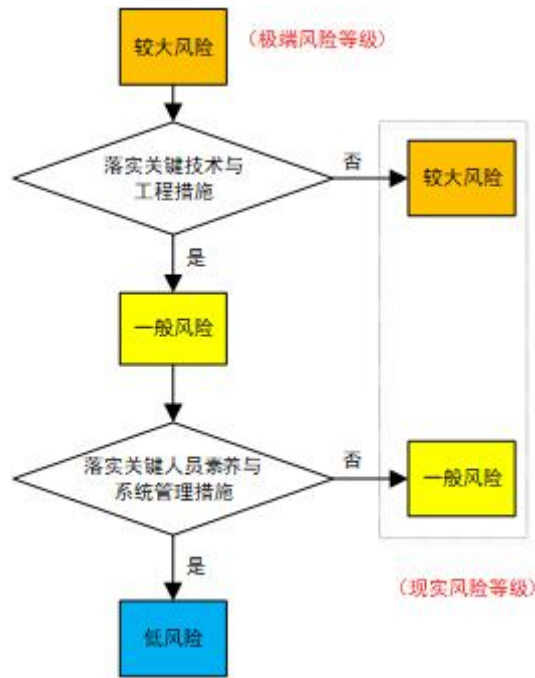 较大风险
（极端风险等级）
落实关键技术与
工程措施
否
较大风险
是
一般风险
落实关键人员素养与
系统管理措施
否
一般风险
是
（现实风险等级）
低风险